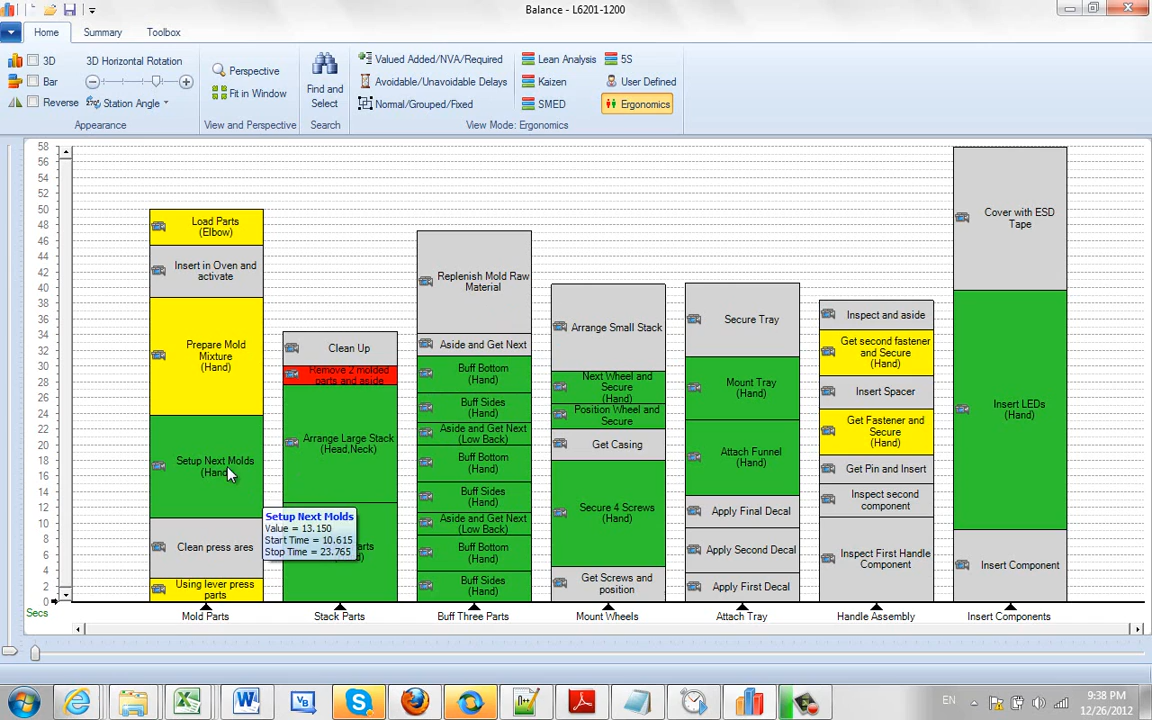 Balance - L6201-1200
Home
Summary
Toolbox
3D
3D Horizontal Rotation
Bar
Reverse
Station Angle
Appearance
Perspective
Fit in Window
View and Perspective
Find and
Select
Search
Valued Added/NVA/Required
Avoidable/Unavoidable Delays
Normal/Grouped/Fixed
Lean Analysis
Kaizen
SMED
5S
User Defined
Ergonomics
View Mode: Ergonomics
58
56
54
52
50
48
46
44
42
40
38
36
34
32
30
28
26
24
22
20
18
16
14
12
10
8
6
4
2
0
Secs
Load Parts
(Elbow)
Insert in Oven and
activate
Prepare Mold
Mixture
(Hand)
Setup Next Molds
(Hand
Clean press ares
Using lever press
parts
Mold Parts
Setup Next Molds
Value = 13.150
Start Time = 10.615
Stop Time = 23.765
Clean Up
Remove 2 molded
parts and aside
Arrange Large Stack
(Head,Neck)
arts
Stack Parts
Replenish Mold Raw
Material
Aside and Get Next
Buff Bottom
(Hand)
Buff Sides
(Hand)
Aside and Get Next
(Low Back)
Buff Bottom
(Hand)
Buff Sides
(Hand)
Aside and Get Next
(Low Back)
Buff Bottom
(Hand)
Buff Sides
(Hand)
Buff Three Parts
Arrange Small Stack
Next Wheel and
Secure
(Hand)
Position Wheel and
Secure
Get Casing
Secure 4 Screws
(Hand)
Get Screws and
position
Mount Wheels
Secure Tray
Mount Tray
(Hand)
Attach Funnel
(Hand)
Apply Final Decal
Apply Second Decal
Apply First Decal
Attach Tray
Inspect and aside
Get second fastener
and Secure
(Hand)
Insert Spacer
Get Fastener and
Secure
(Hand)
Get Pin and Insert
Inspect second
component
Inspect First Handle
Component
Handle Assembly
Cover with ESD
Tape
Insert LEDs
(Hand)
Insert Component
Insert Components
EN
9:38 PM
12/26/2012